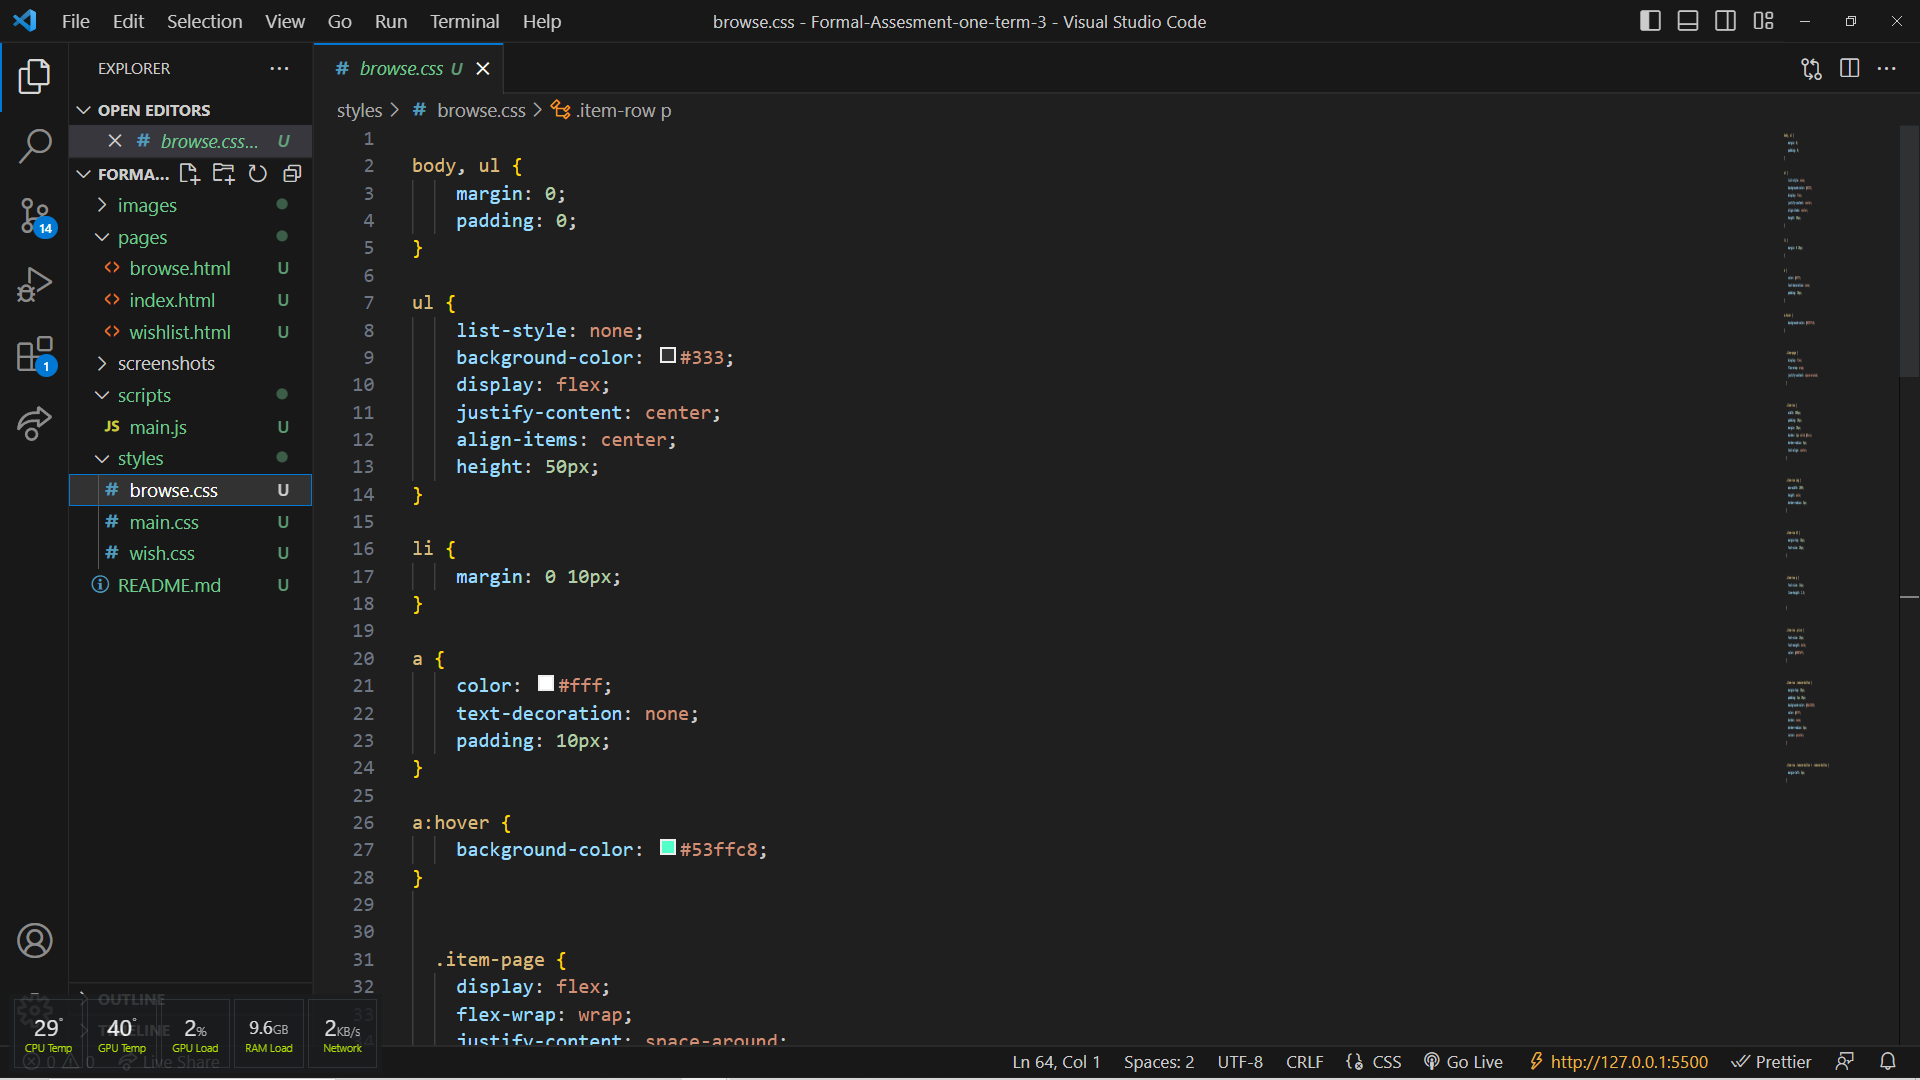 File Edit Selection View Go Run Terminal Help
browse.css - Formal-Assesment-one-term-3 - Visual Studio Code
EXPLORER
OPEN EDITORS
browse.css... U
FORMA...
images
pages
browse.html U
index.html U
wishlist.html U
screenshots
scripts
JS main.js U
styles
# browse.css U
# main.css U
# wish.css U
README.md U
OUTLINE
TIMELINE
14
1
# browse.css U
styles > # browse.css > .item-row p
1
2 body, ul {
3 margin: 0;
4 padding: 0;
5 }
6
7 ul {
8 list-style: none;
9 background-color: #333;
10 display: flex;
11 justify-content: center;
12 align-items: center;
13 height: 50px;
14 }
15
16 li {
17 margin: 0 10px;
18 }
19
20 a {
21 color: #fff;
22 text-decoration: none;
23 padding: 10px;
24 }
25
26 a:hover {
27 background-color: #53ffc8;
28 }
29
30
31 .item-page {
32 display: flex;
33 flex-wrap: wrap;
34 justify-content: space-around;
29° 40° 2% 9.6GB 2KB/s
CPU Temp GPU Temp GPU Load RAM Load Network
0 0 Live Share
Ln 64, Col 1 Spaces: 2 UTF-8 CRLF {} CSS Go Live http://127.0.0.1:5500 Prettier